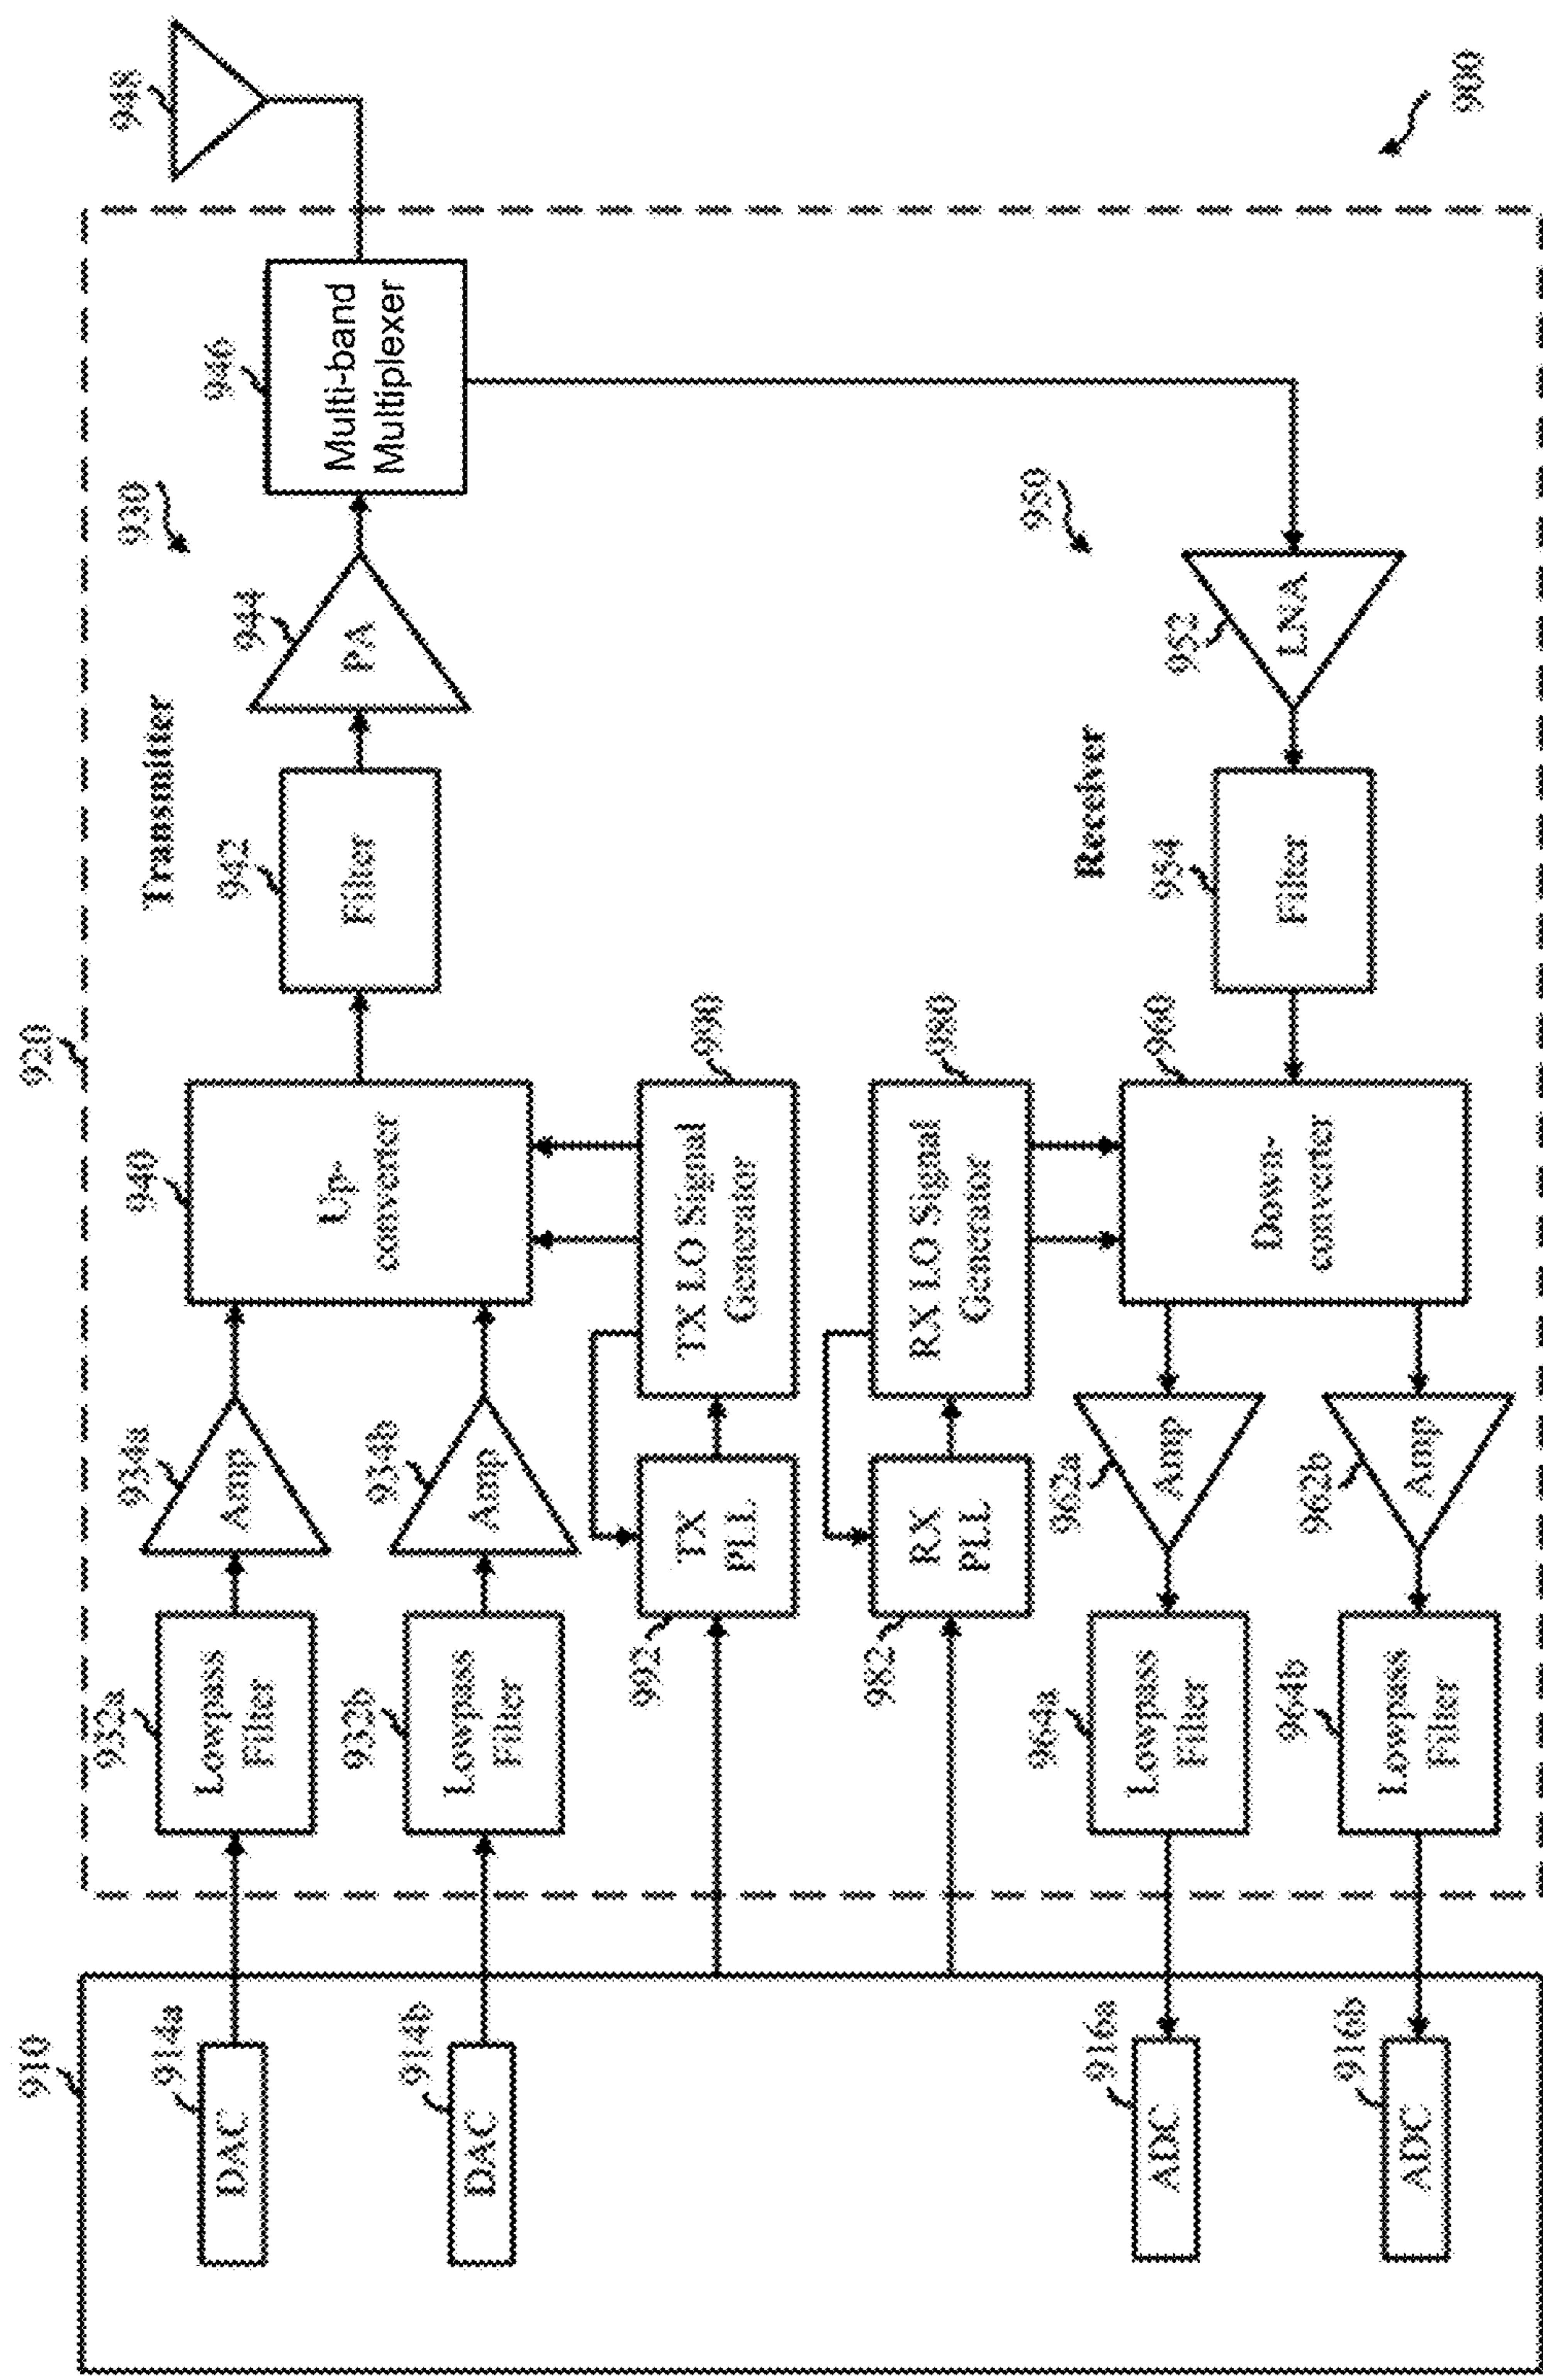 910
920
914a
932a
934a
940
Transmitter
930
948
DAC
Lowpass
Filter
Amp
Up-
converter
942
Filter
944
PA
946
Multi-band
Multiplexer
914b
932b
934b
DAC
Lowpass
Filter
Amp
992
TX
PLL
TX LO Signal
Generator
990
982
RX
PLL
RX LO Signal
Generator
980
916a
964a
962a
960
Receiver
950
ADC
Lowpass
Filter
Amp
Down-
converter
954
Filter
952
LNA
916b
964b
962b
ADC
Lowpass
Filter
Amp
900